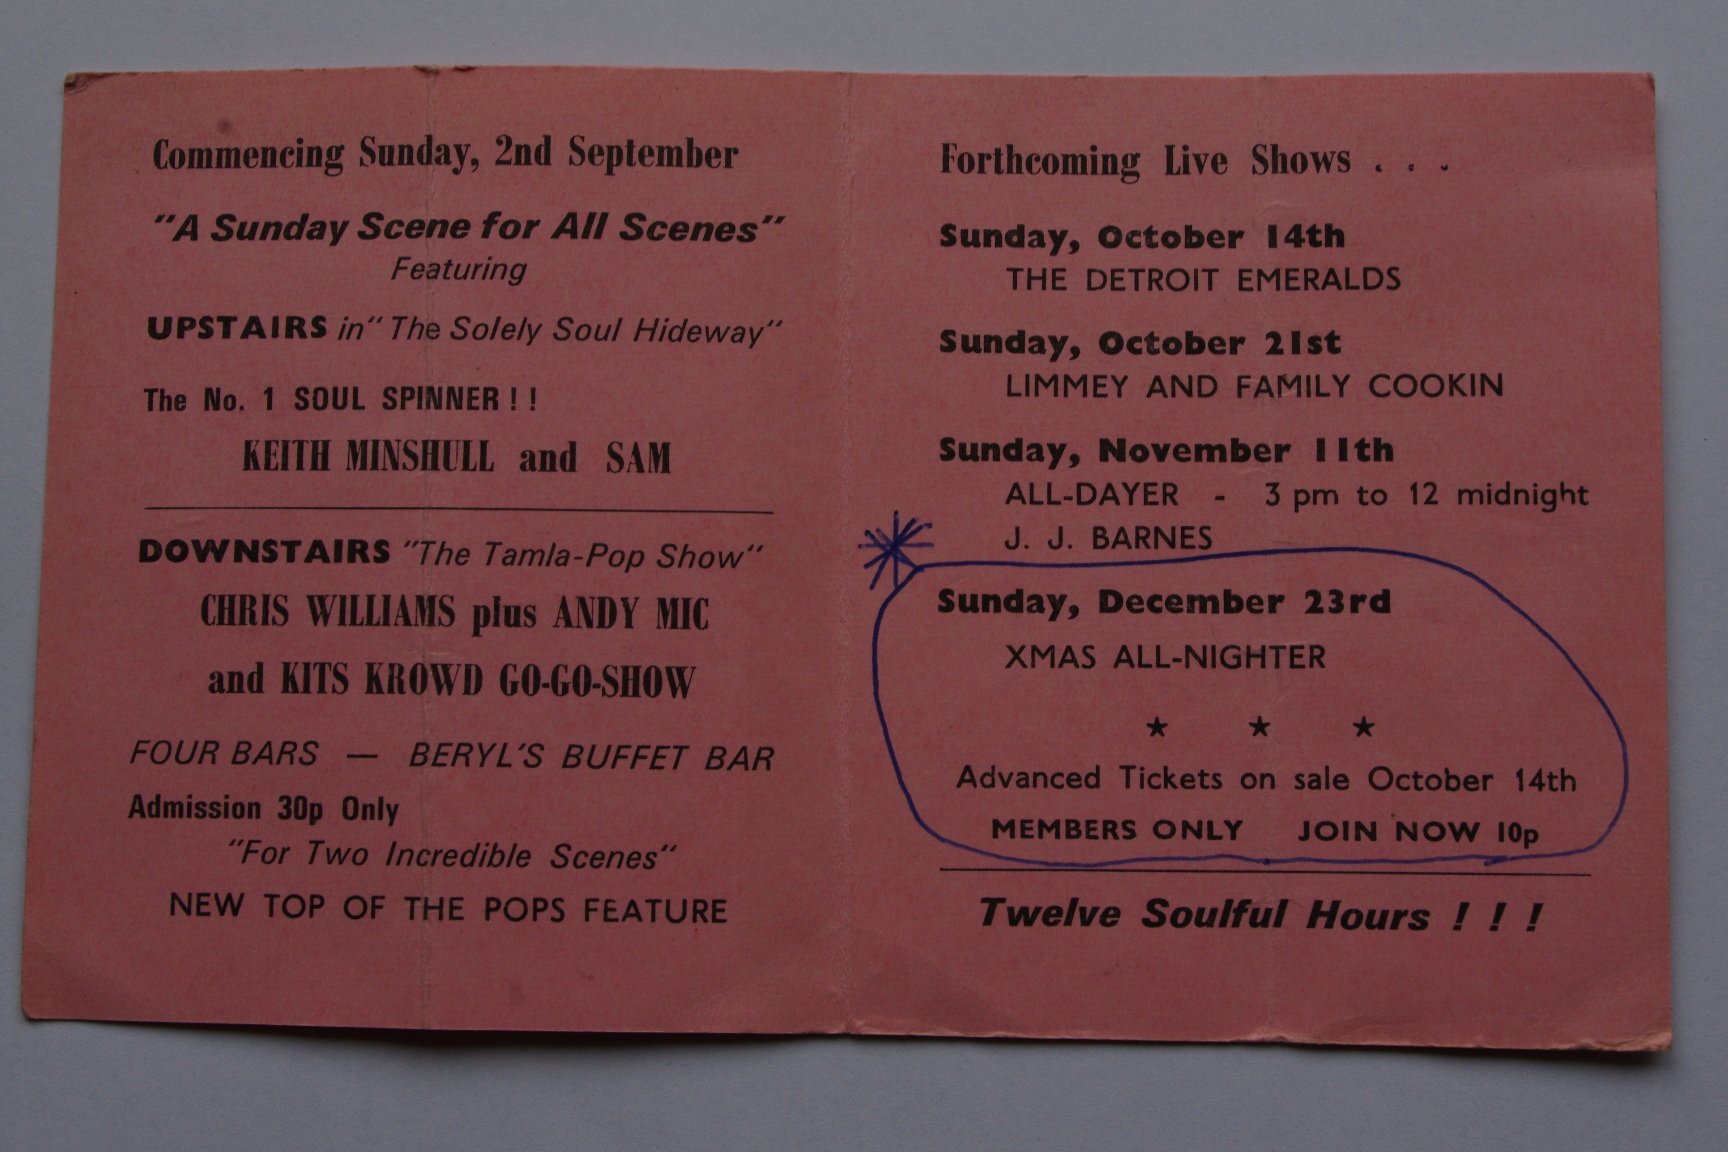 Commencing Sunday, 2nd September
"A Sunday Scene for All Scenes"
Featuring
UPSTAIRS in "The Solely Soul Hideway"
The No. 1 SOUL SPINNER ! !
KEITH MINSHULL and SAM
DOWNSTAIRS "The Tamla-Pop Show"
CHRIS WILLIAMS plus ANDY MIC
and KITS KROWD GO-GO-SHOW
FOUR BARS — BERYL'S BUFFET BAR
Admission 30p Only
"For Two Incredible Scenes"
NEW TOP OF THE POPS FEATURE
Forthcoming Live Shows . . .
Sunday, October 14th
THE DETROIT EMERALDS
Sunday, October 21st
LIMMEY AND FAMILY COOKIN
Sunday, November 11th
ALL-DAYER - 3 pm to 12 midnight
J. J. BARNES
Sunday, December 23rd
XMAS ALL-NIGHTER
★ ★ ★
Advanced Tickets on sale October 14th
MEMBERS ONLY JOIN NOW 10p
Twelve Soulful Hours ! ! !